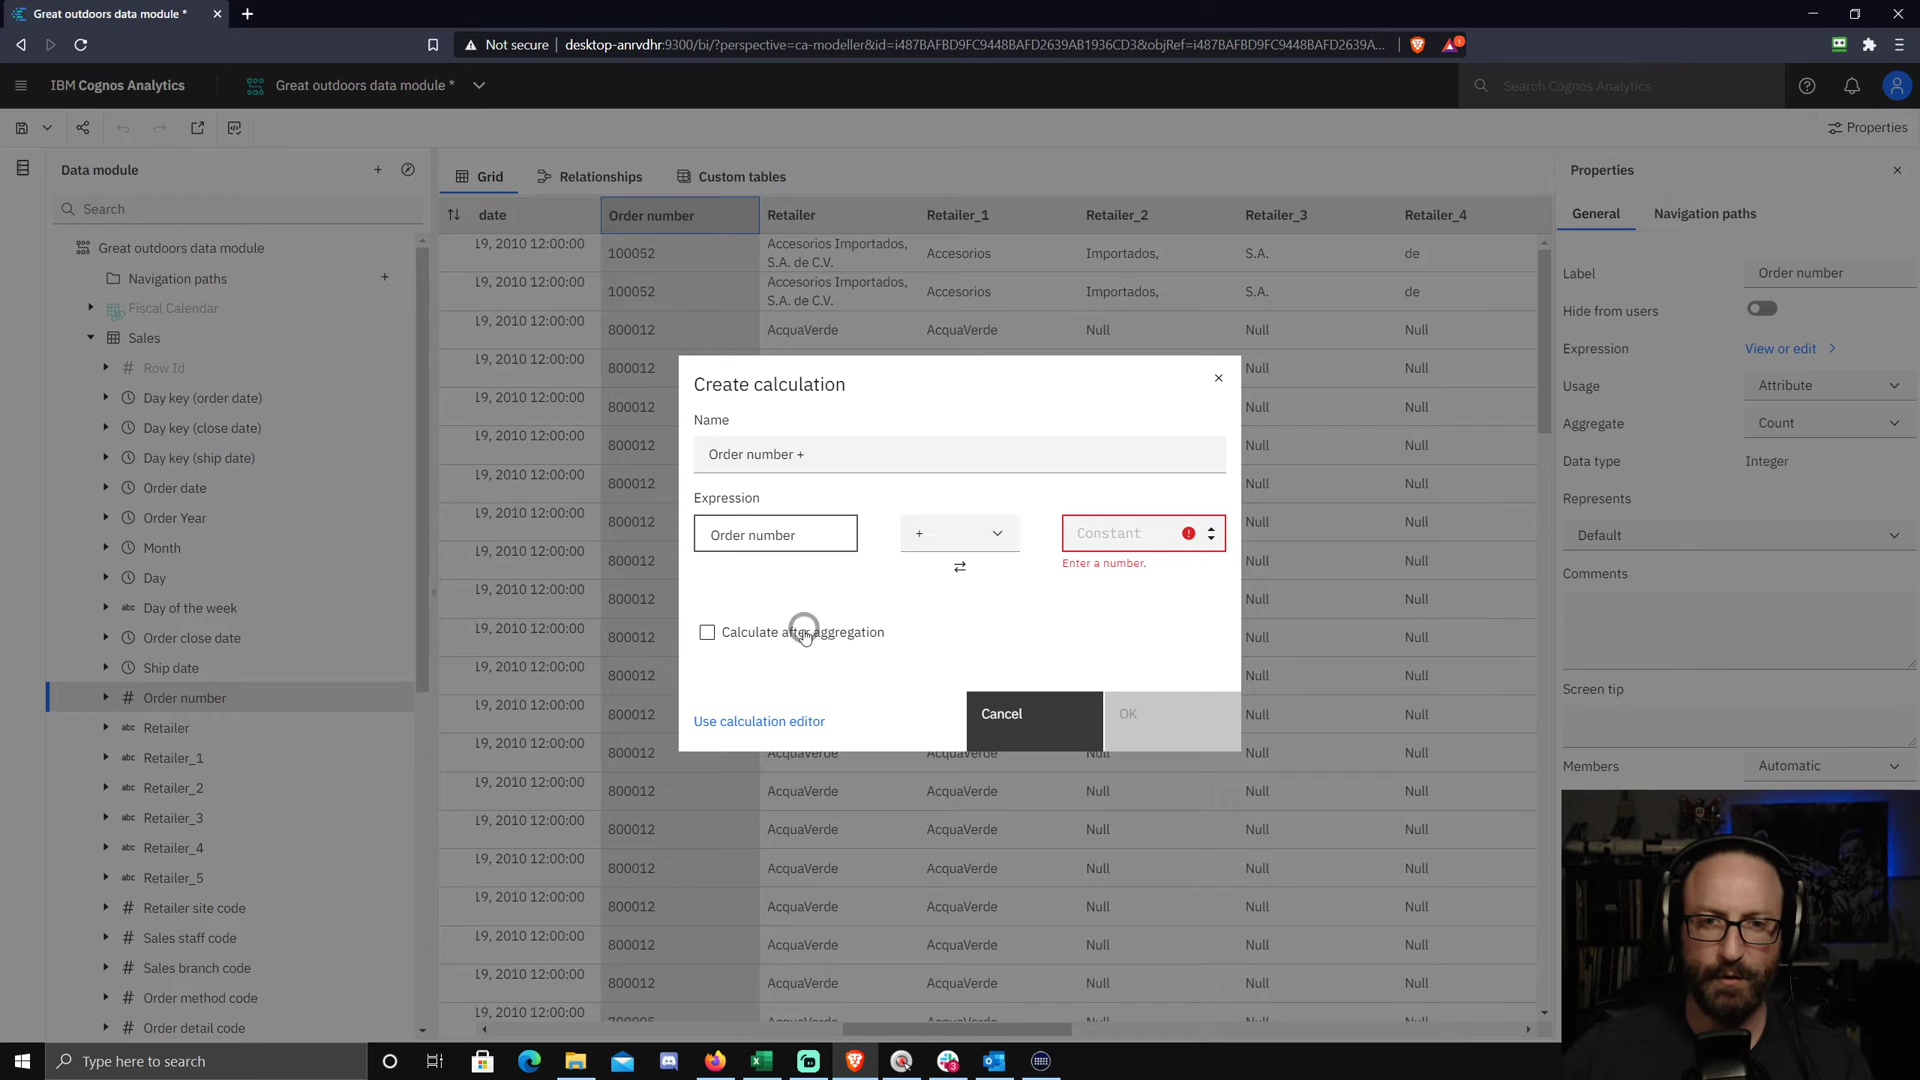 Great outdoors data module *
Not secure
desktop-anrvdhr:9300/bi/?perspective=ca-modeller&id=i487BAFBD9FC9448BAFD2639AB1936CD3&objRef=i487BAFBD9FC9448BAFD2639A...
1
IBM Cognos Analytics
Great outdoors data module *
Search Cognos Analytics
Properties
Data module
Search
Great outdoors data module
Navigation paths
Fiscal Calendar
Sales
# Row Id
Day key (order date)
Day key (close date)
Day key (ship date)
Order date
Order Year
Month
Day
abc Day of the week
Order close date
Ship date
# Order number
abc Retailer
abc Retailer_1
abc Retailer_2
abc Retailer_3
abc Retailer_4
abc Retailer_5
# Retailer site code
# Sales staff code
# Sales branch code
# Order method code
# Order detail code
Grid
Relationships
Custom tables
date Order number Retailer Retailer_1 Retailer_2 Retailer_3 Retailer_4
19, 2010 12:00:00 100052 Accesorios Importados, S.A. de C.V. Accesorios Importados, S.A. de
19, 2010 12:00:00 100052 Accesorios Importados, S.A. de C.V. Accesorios Importados, S.A. de
19, 2010 12:00:00 800012 AcquaVerde AcquaVerde Null Null Null
19, 2010 12:00:00 800012 Null Null
19, 2010 12:00:00 800012 Null Null
19, 2010 12:00:00 800012 Null Null
19, 2010 12:00:00 800012 Null Null
19, 2010 12:00:00 800012 Null Null
19, 2010 12:00:00 800012 Null Null
19, 2010 12:00:00 800012 Null Null
19, 2010 12:00:00 800012 Null Null
19, 2010 12:00:00 800012 Null Null
19, 2010 12:00:00 800012 Null Null
19, 2010 12:00:00 800012 AcquaVerde AcquaVerde Null Null Null
19, 2010 12:00:00 800012 AcquaVerde AcquaVerde Null Null Null
19, 2010 12:00:00 800012 AcquaVerde AcquaVerde Null Null Null
19, 2010 12:00:00 800012 AcquaVerde AcquaVerde Null Null Null
19, 2010 12:00:00 800012 AcquaVerde AcquaVerde Null Null Null
19, 2010 12:00:00 800012 AcquaVerde AcquaVerde Null Null Null
19, 2010 12:00:00 800012 AcquaVerde AcquaVerde Null Null Null
19, 2010 12:00:00
Create calculation
Name
Order number +
Expression
Order number
+
Constant
Enter a number.
Calculate after aggregation
Use calculation editor
Cancel
OK
Properties
General
Navigation paths
Label Order number
Hide from users
Expression View or edit
Usage Attribute
Aggregate Count
Data type Integer
Represents
Default
Comments
Screen tip
Members Automatic
Type here to search
3